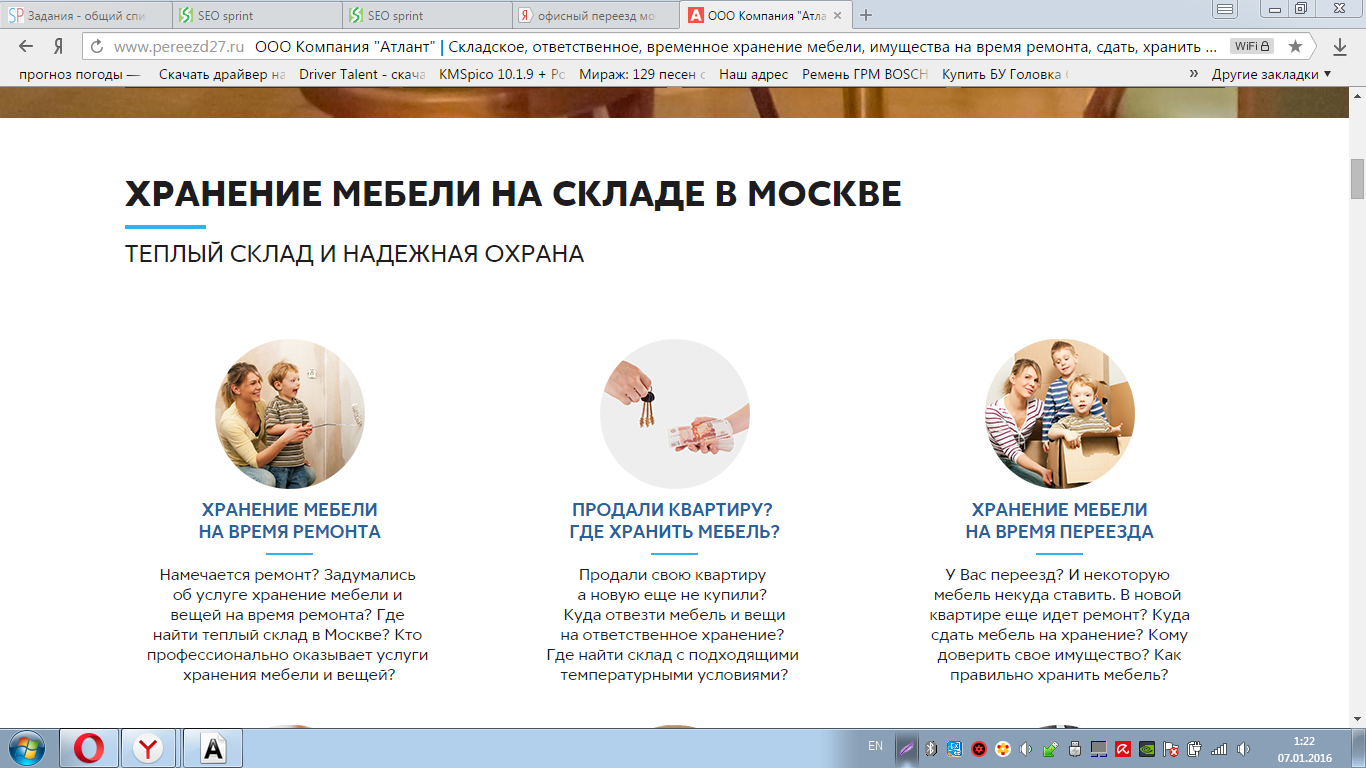 Задания - общий спи
SEO sprint
SEO sprint
офисный переезд мо
ООО Компания "Атла
www.pereezd27.ru ООО Компания "Атлант" | Складское, ответственное, временное хранение мебели, имущества на время ремонта, сдать, хранить ... WiFi
прогноз погоды — Скачать драйвер на Driver Talent - скача KMSpico 10.1.9 + Po Мираж: 129 песен с Наш адрес Ремень ГРМ BOSCH Купить БУ Головка » Другие закладки
ХРАНЕНИЕ МЕБЕЛИ НА СКЛАДЕ В МОСКВЕ
ТЕПЛЫЙ СКЛАД И НАДЕЖНАЯ ОХРАНА
ХРАНЕНИЕ МЕБЕЛИ
НА ВРЕМЯ РЕМОНТА
Намечается ремонт? Задумались
об услуге хранение мебели и
вещей на время ремонта? Где
найти теплый склад в Москве? Кто
профессионально оказывает услуги
хранения мебели и вещей?
ПРОДАЛИ КВАРТИРУ?
ГДЕ ХРАНИТЬ МЕБЕЛЬ?
Продали свою квартиру
а новую еще не купили?
Куда отвезти мебель и вещи
на ответственное хранение?
Где найти склад с подходящими
температурными условиями?
ХРАНЕНИЕ МЕБЕЛИ
НА ВРЕМЯ ПЕРЕЕЗДА
У Вас переезд? И некоторую
мебель некуда ставить. В новой
квартире еще идет ремонт? Куда
сдать мебель на хранение? Кому
доверить свое имущество? Как
правильно хранить мебель?
EN
1:22
07.01.2016